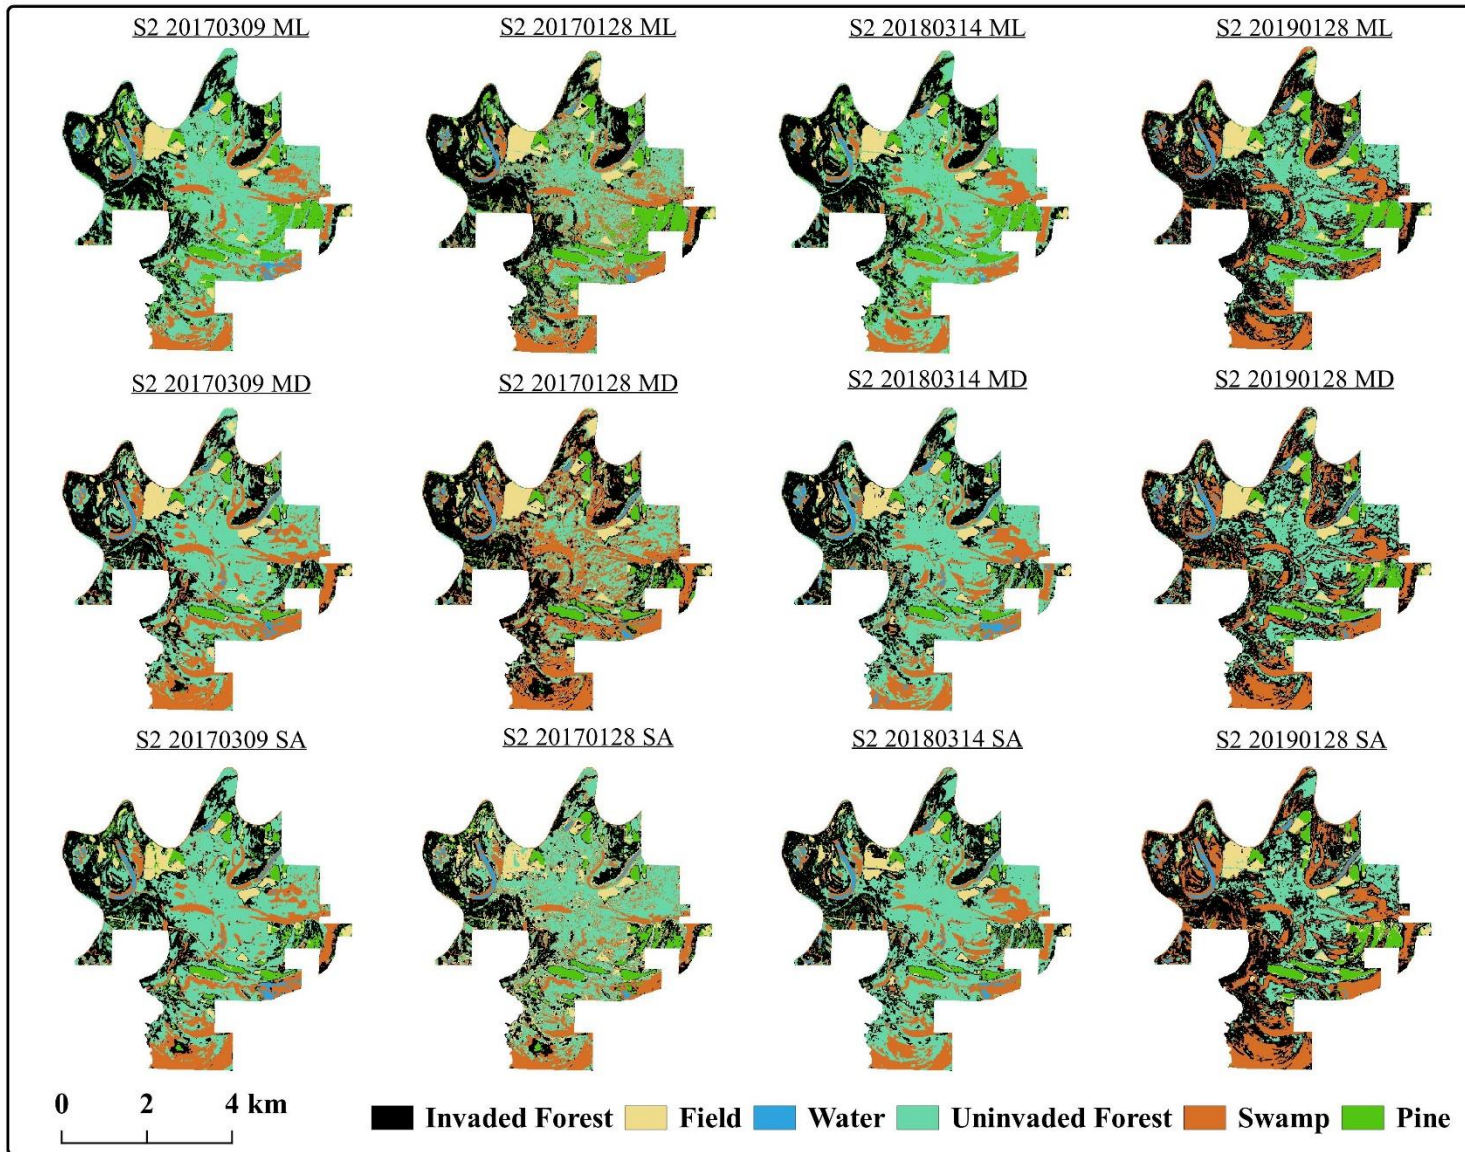 S2 20170309 ML S2 20170128 ML S2 20180314 ML S2 20190128 ML
S2 20170309 MD S2 20170128 MD S2 20180314 MD S2 20190128 MD
S2 20170309 SA S2 20170128 SA S2 20180314 SA S2 20190128 SA
0 2 4 km
Invaded Forest Field Water Uninvaded Forest Swamp Pine